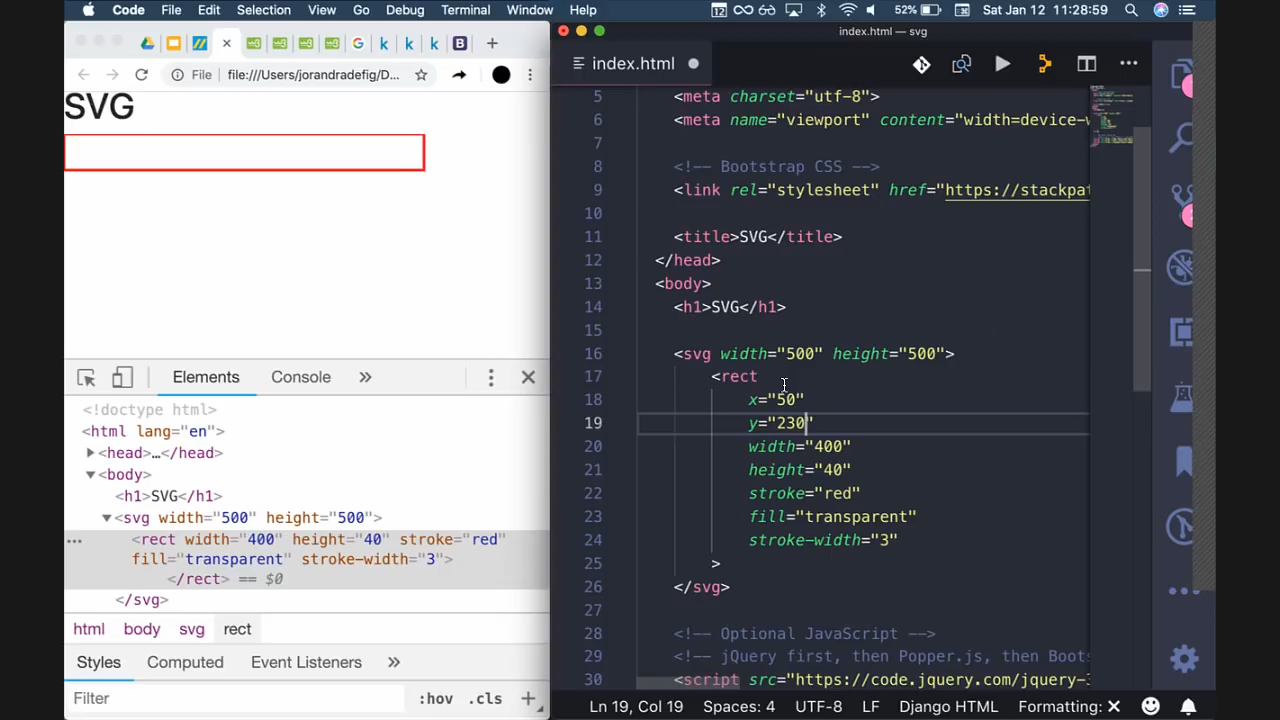 Code File Edit Selection View Go Debug Terminal Window Help 12 52% Sat Jan 12 11:28:59
File file:///Users/jorandradefig/D...
SVG
Elements Console »
<!doctype html>
<html lang="en">
<head>…</head>
<body>
<h1>SVG</h1>
<svg width="500" height="500">
<rect width="400" height="40" stroke="red"
fill="transparent" stroke-width="3">
</rect> == $0
</svg>
html body svg rect
Styles Computed Event Listeners »
Filter :hov .cls +
index.html — svg
index.html
5 <meta charset="utf-8">
6 <meta name="viewport" content="width=device-w
7
8 <!-- Bootstrap CSS -->
9 <link rel="stylesheet" href="https://stackpat
10
11 <title>SVG</title>
12 </head>
13 <body>
14 <h1>SVG</h1>
15
16 <svg width="500" height="500">
17 <rect
18 x="50"
19 y="230"
20 width="400"
21 height="40"
22 stroke="red"
23 fill="transparent"
24 stroke-width="3"
25 >
26 </svg>
27
28 <!-- Optional JavaScript -->
29 <!-- jQuery first, then Popper.js, then Boots
30 <script src="https://code.jquery.com/jquery-3
Ln 19, Col 19 Spaces: 4 UTF-8 LF Django HTML Formatting: ✕